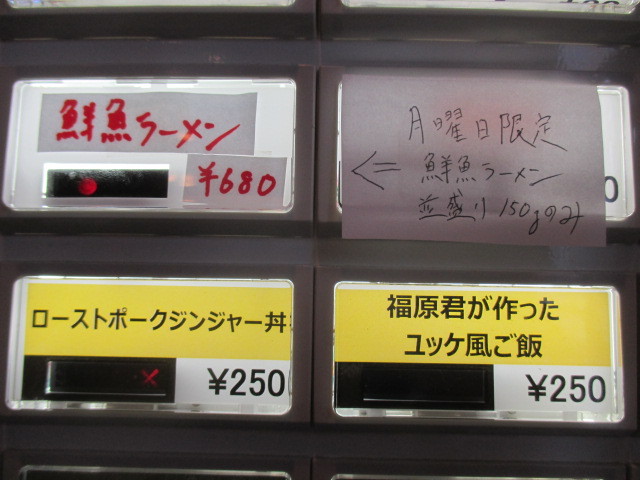 鮮魚ラーメン
¥680
月曜日限定
<= 鮮魚ラーメン
並盛り150gのみ
0
ローストポークジンジャー丼
¥250
福原君が作った
ユッケ風ご飯
¥250